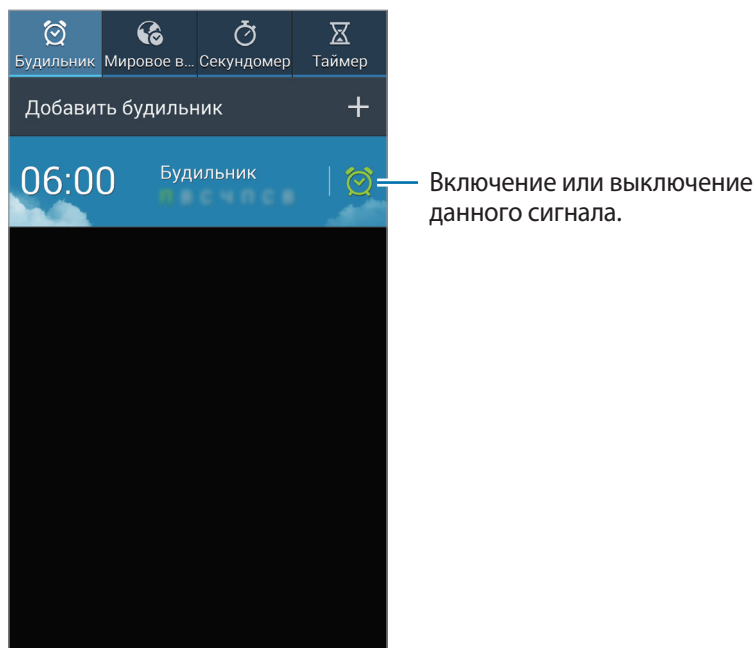 Будильник Мировое в... Секундомер Таймер
Добавить будильник
06:00 Будильник
П В С Ч П С В
Включение или выключение
данного сигнала.